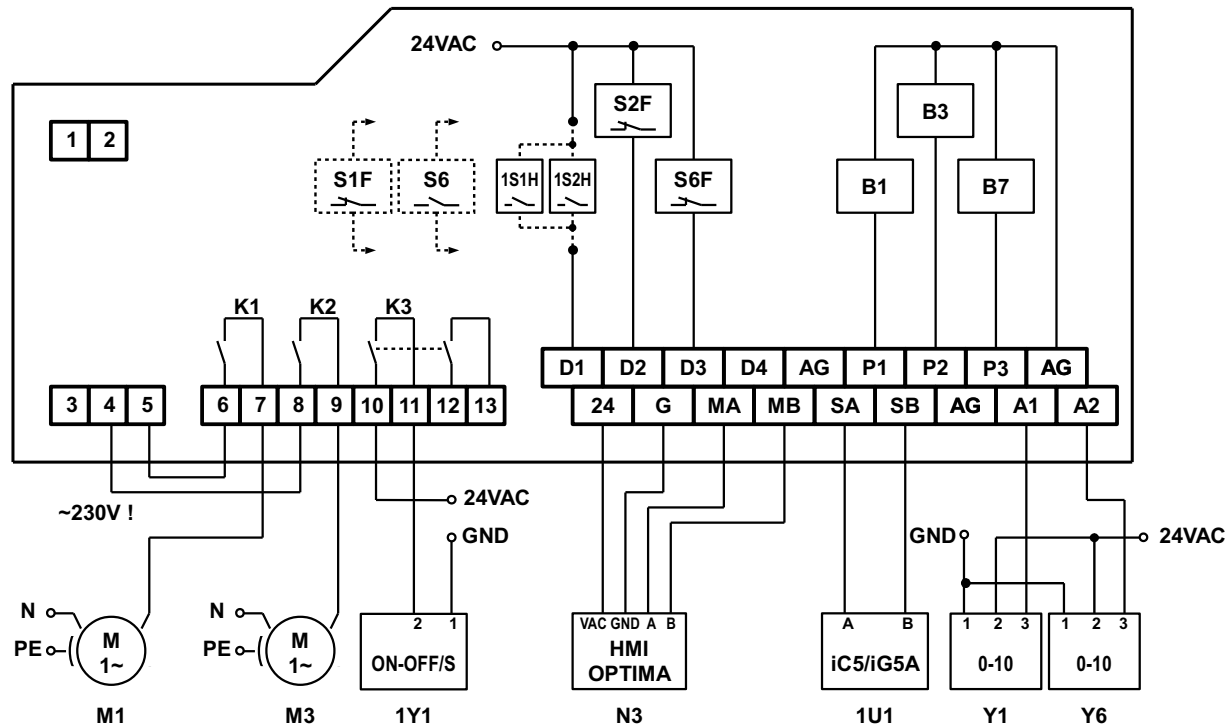 24VAC
1 2
S1F S6 1S1H 1S2H S2F S6F B1 B3 B7
K1 K2 K3
D1 D2 D3 D4 AG P1 P2 P3 AG
3 4 5 6 7 8 9 10 11 12 13 24 G MA MB SA SB AG A1 A2
~230V !
24VAC
GND
GND
24VAC
N
PE
M
1~
N
PE
M
1~
2 1
ON-OFF/S
VAC GND A B
HMI
OPTIMA
A B
iC5/iG5A
1 2 3
0-10
1 2 3
0-10
M1 M3 1Y1 N3 1U1 Y1 Y6